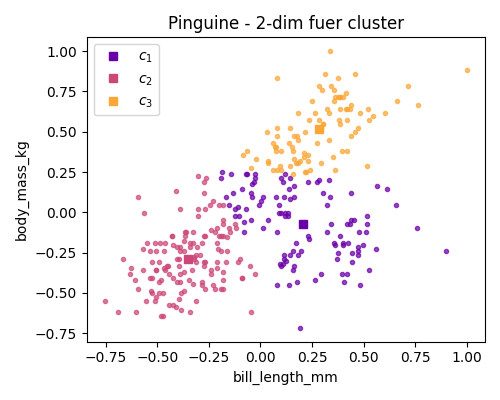 Pinguine - 2-dim fuer cluster
c1
c2
c3
body_mass_kg
1.00
0.75
0.50
0.25
0.00
−0.25
−0.50
−0.75
−0.75 −0.50 −0.25 0.00 0.25 0.50 0.75 1.00
bill_length_mm